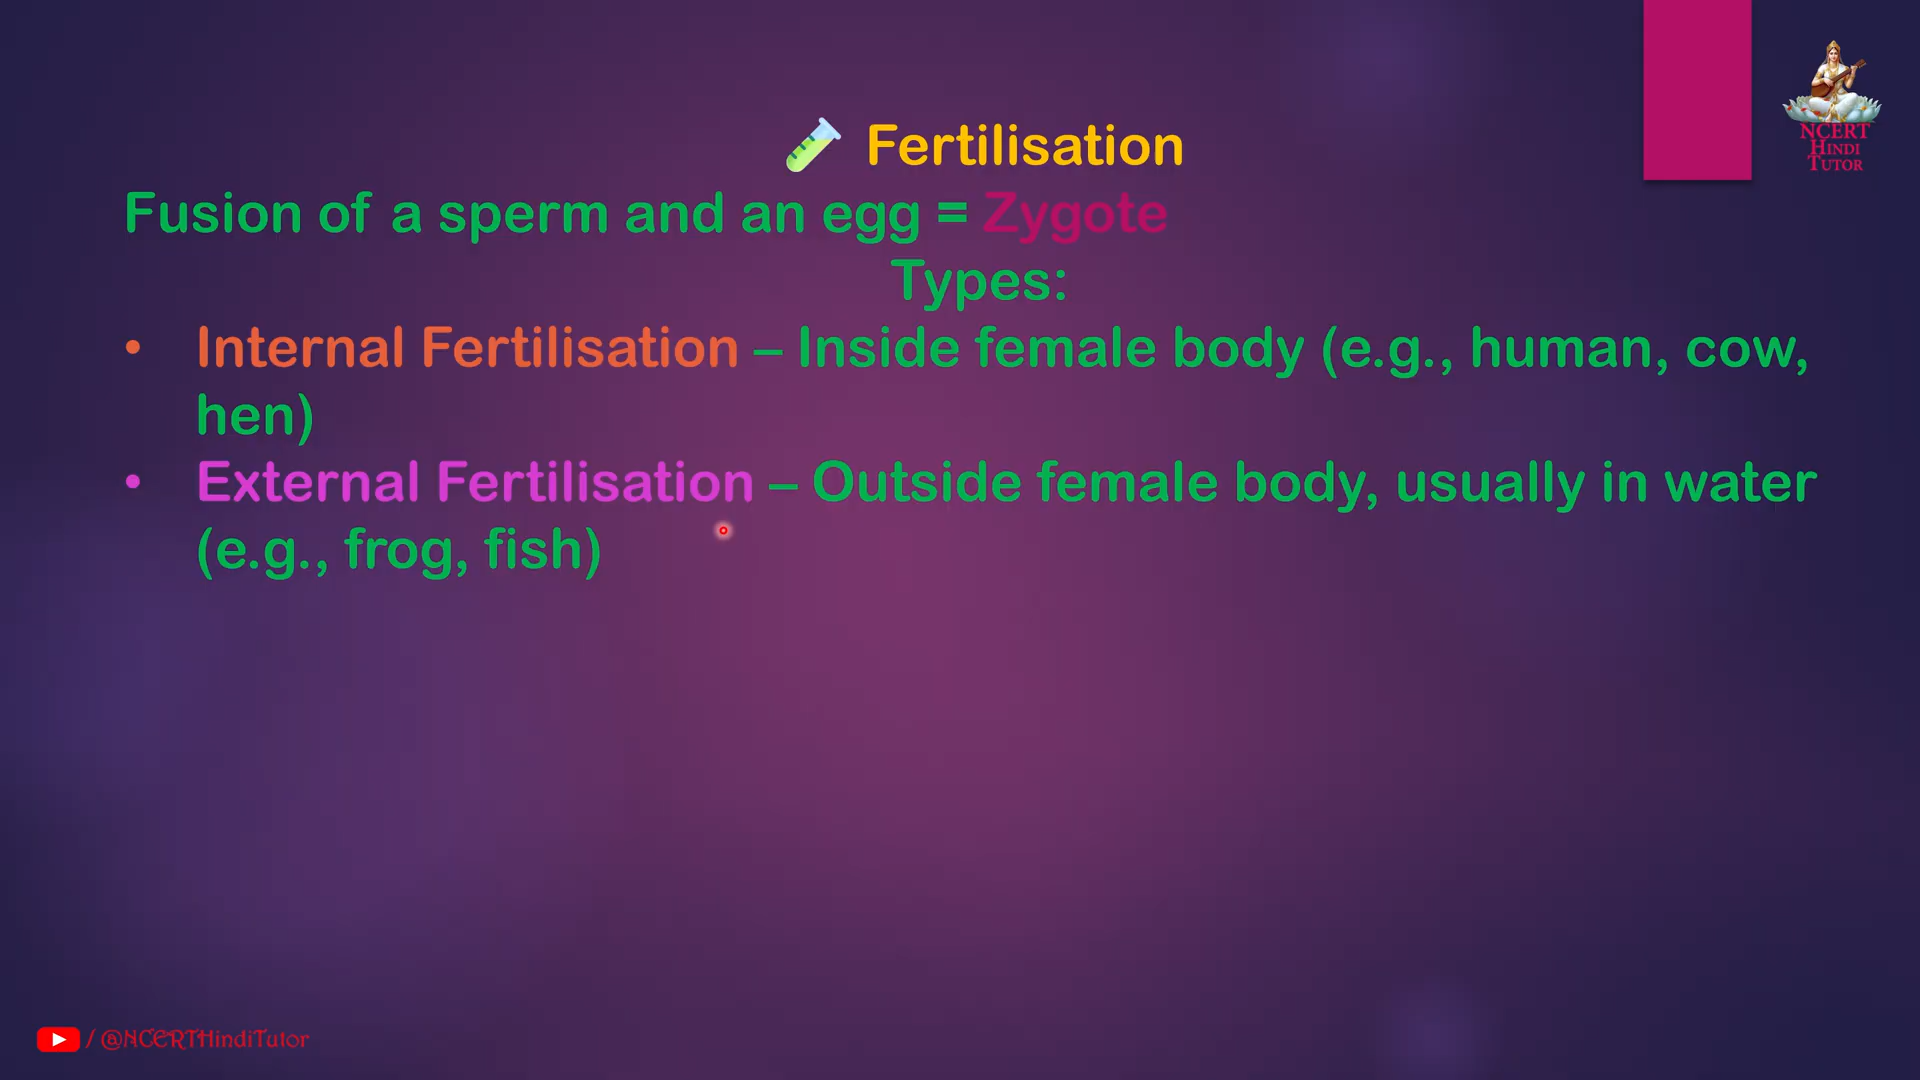 NCERT
HINDI
TUTOR
Fertilisation
Fusion of a sperm and an egg = Zygote
Types:
• Internal Fertilisation – Inside female body (e.g., human, cow,
hen)
• External Fertilisation – Outside female body, usually in water
(e.g., frog, fish)
/ @NCERTHindiTutor